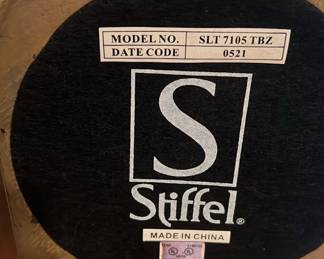 MODEL NO. SLT 7105 TBZ
DATE CODE 0521
S
Stiffel®
MADE IN CHINA